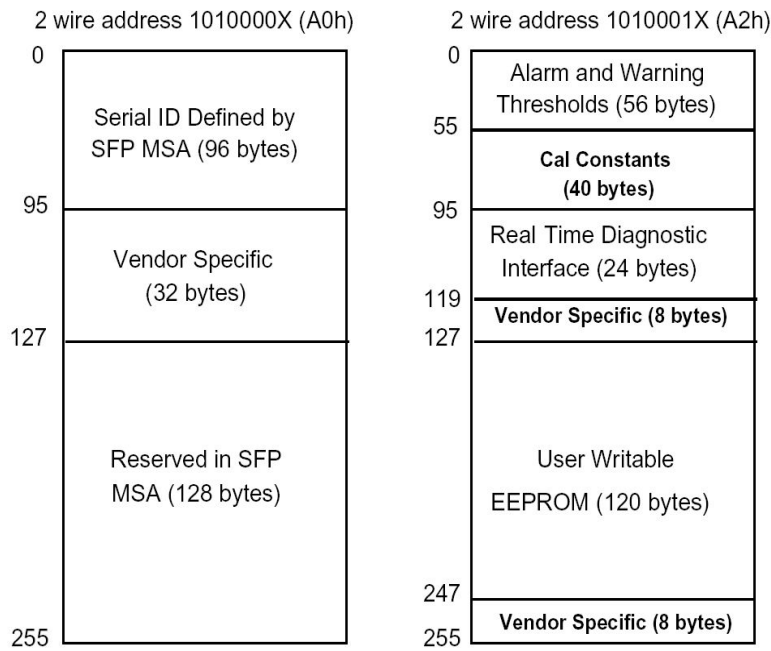 2 wire address 1010000X (A0h)
0
Serial ID Defined by
SFP MSA (96 bytes)
95
Vendor Specific
(32 bytes)
127
Reserved in SFP
MSA (128 bytes)
255
2 wire address 1010001X (A2h)
0
Alarm and Warning
Thresholds (56 bytes)
55
Cal Constants
(40 bytes)
95
Real Time Diagnostic
Interface (24 bytes)
119
Vendor Specific (8 bytes)
127
User Writable
EEPROM (120 bytes)
247
Vendor Specific (8 bytes)
255